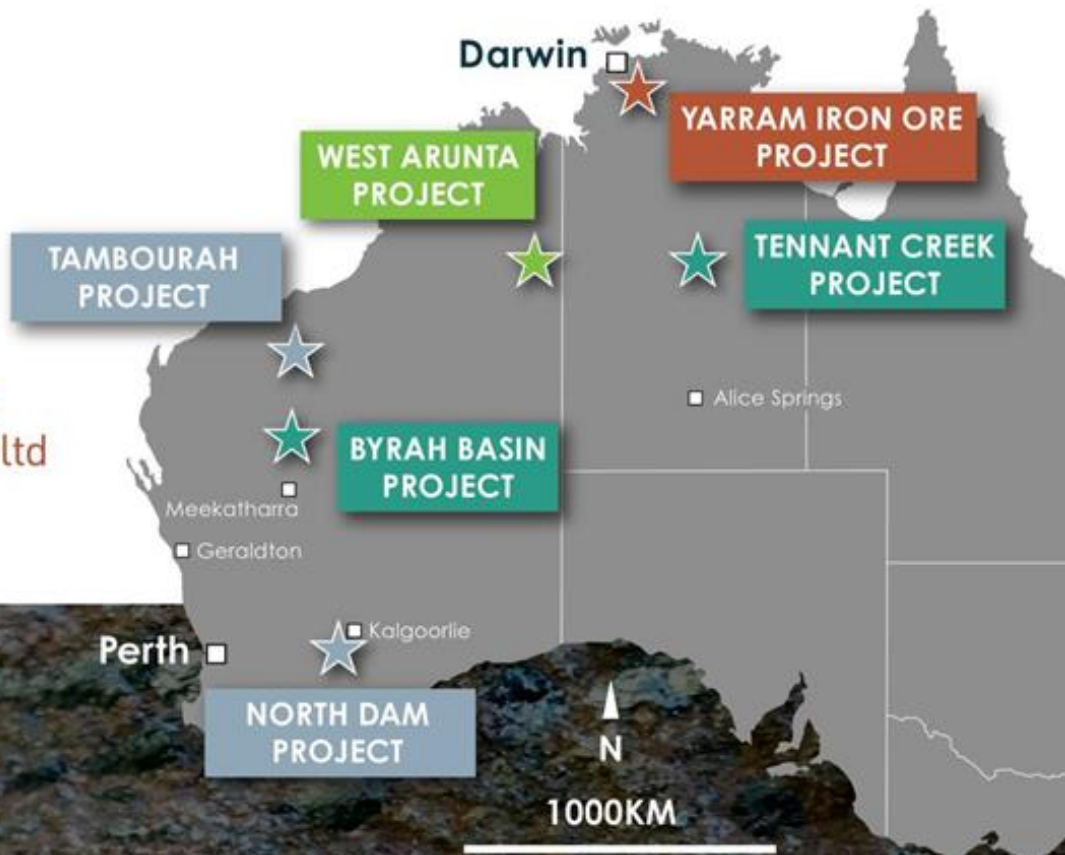 Darwin
YARRAM IRON ORE
PROJECT
WEST ARUNTA
PROJECT
TAMBOURAH
PROJECT
TENNANT CREEK
PROJECT
Alice Springs
ltd
BYRAH BASIN
PROJECT
Meekatharra
Geraldton
Kalgoorlie
Perth
NORTH DAM
PROJECT
N
1000KM